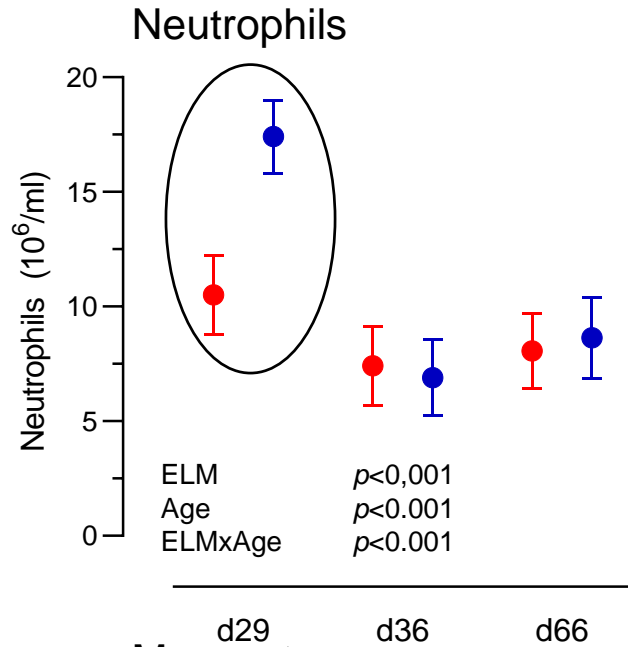 Neutrophils
Neutrophils (10⁶/ml)
20
15
10
5
0
ELM p<0,001
Age p<0.001
ELMxAge p<0.001
d29 d36 d66